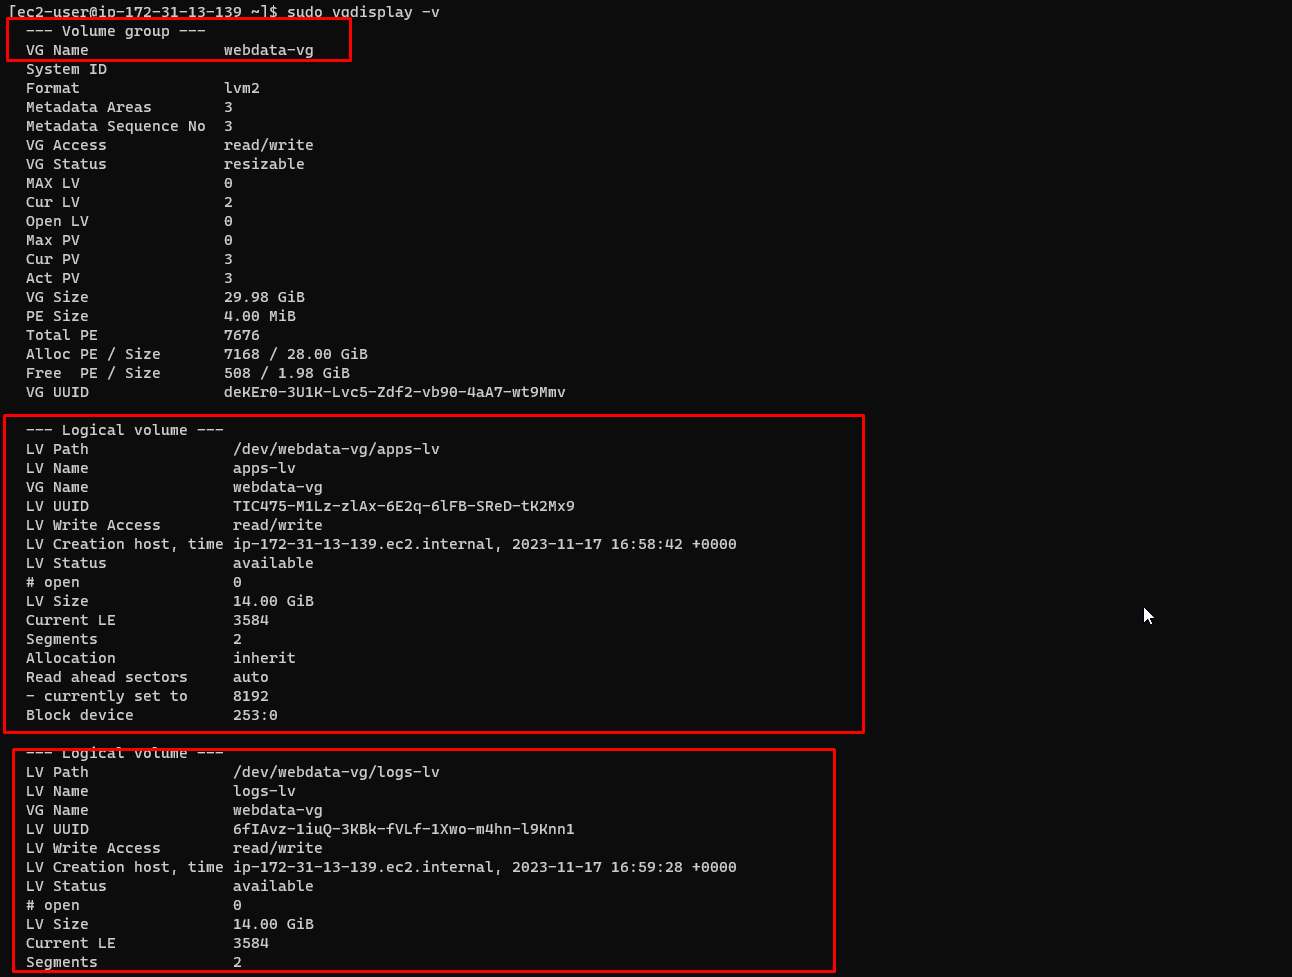 [ec2-user@ip-172-31-13-139 ~]$ sudo vgdisplay -v
--- Volume group ---
VG Name               webdata-vg
System ID
Format                lvm2
Metadata Areas        3
Metadata Sequence No  3
VG Access             read/write
VG Status             resizable
MAX LV                0
Cur LV                2
Open LV               0
Max PV                0
Cur PV                3
Act PV                3
VG Size               29.98 GiB
PE Size               4.00 MiB
Total PE              7676
Alloc PE / Size       7168 / 28.00 GiB
Free  PE / Size       508 / 1.98 GiB
VG UUID               deKEr0-3U1K-Lvc5-Zdf2-vb90-4aA7-wt9Mmv
--- Logical volume ---
LV Path                /dev/webdata-vg/apps-lv
LV Name                apps-lv
VG Name                webdata-vg
LV UUID                TIC475-M1Lz-zlAx-6E2q-6lFB-SReD-tK2Mx9
LV Write Access        read/write
LV Creation host, time ip-172-31-13-139.ec2.internal, 2023-11-17 16:58:42 +0000
LV Status              available
# open                 0
LV Size                14.00 GiB
Current LE             3584
Segments               2
Allocation             inherit
Read ahead sectors     auto
- currently set to     8192
Block device           253:0
--- Logical volume ---
LV Path                /dev/webdata-vg/logs-lv
LV Name                logs-lv
VG Name                webdata-vg
LV UUID                6fIAvz-1iuQ-3KBk-fVLf-1Xwo-m4hn-l9Knn1
LV Write Access        read/write
LV Creation host, time ip-172-31-13-139.ec2.internal, 2023-11-17 16:59:28 +0000
LV Status              available
# open                 0
LV Size                14.00 GiB
Current LE             3584
Segments               2